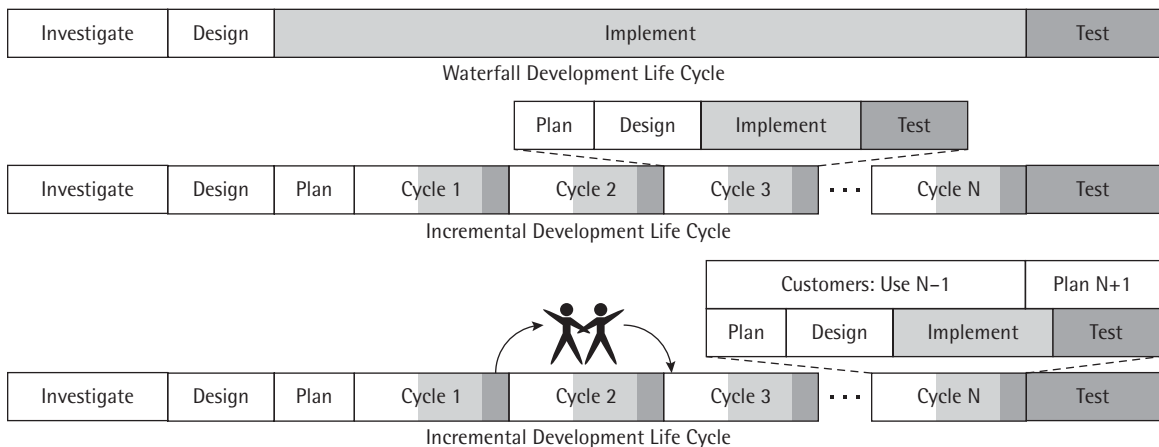 Investigate Design Implement Test
Waterfall Development Life Cycle
Plan Design Implement Test
Investigate Design Plan Cycle 1 Cycle 2 Cycle 3 ... Cycle N Test
Incremental Development Life Cycle
Customers: Use N–1 Plan N+1
Plan Design Implement Test
Investigate Design Plan Cycle 1 Cycle 2 Cycle 3 ... Cycle N Test
Incremental Development Life Cycle